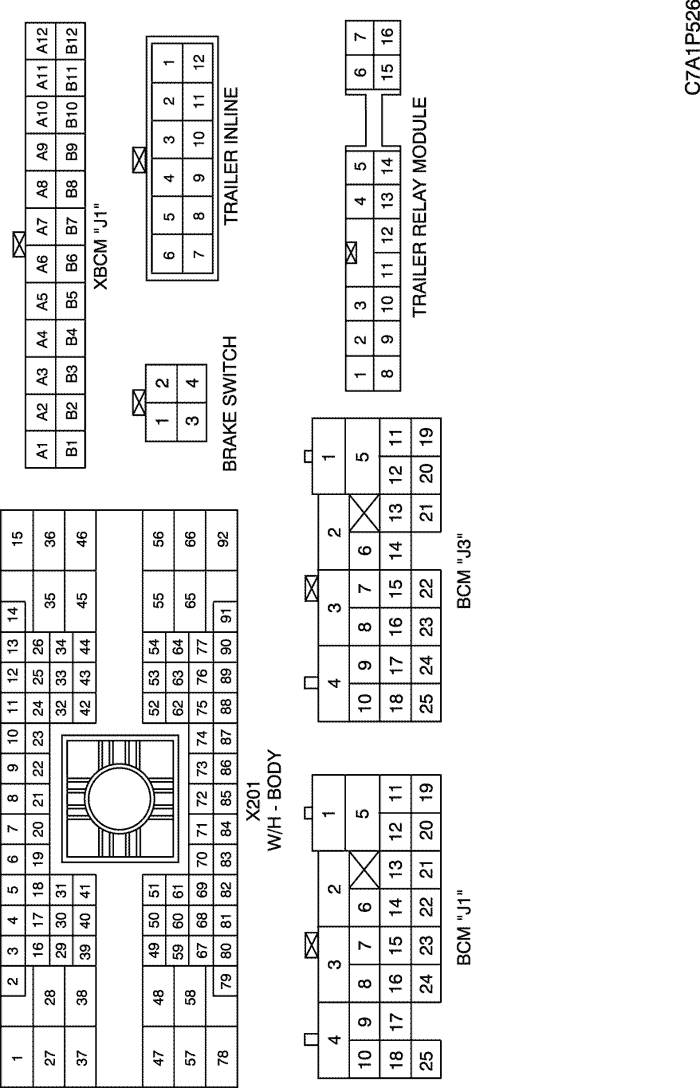 1 2 3 4 5 6 7 8 9 10 11 12 13 14 15
16 17 18 19 20 21 22 23 24 25 26
27 28 29 30 31 32 33 34 35 36
37 38 39 40 41 42 43 44 45 46
47 48 49 50 51 52 53 54 55 56
57 58 59 60 61 62 63 64 65 66
67 68 69 70 71 72 73 74 75 76 77
78 79 80 81 82 83 84 85 86 87 88 89 90 91 92
X201
W/H - BODY
A1 A2 A3 A4 A5 A6 A7 A8 A9 A10 A11 A12
B1 B2 B3 B4 B5 B6 B7 B8 B9 B10 B11 B12
XBCM "J1"
1 2
3 4
BRAKE SWITCH
6 5 4 3 2 1
7 8 9 10 11 12
TRAILER INLINE
4 3 2 1
10 9 8 7 6 5
18 17 16 15 14 13 12 11
25 24 23 22 21 20 19
BCM "J1"
4 3 2 1
10 9 8 7 6 5
18 17 16 15 14 13 12 11
25 24 23 22 21 20 19
BCM "J3"
1 2 3 4 5 6 7
8 9 10 11 12 13 14 15 16
TRAILER RELAY MODULE
C7A1P526